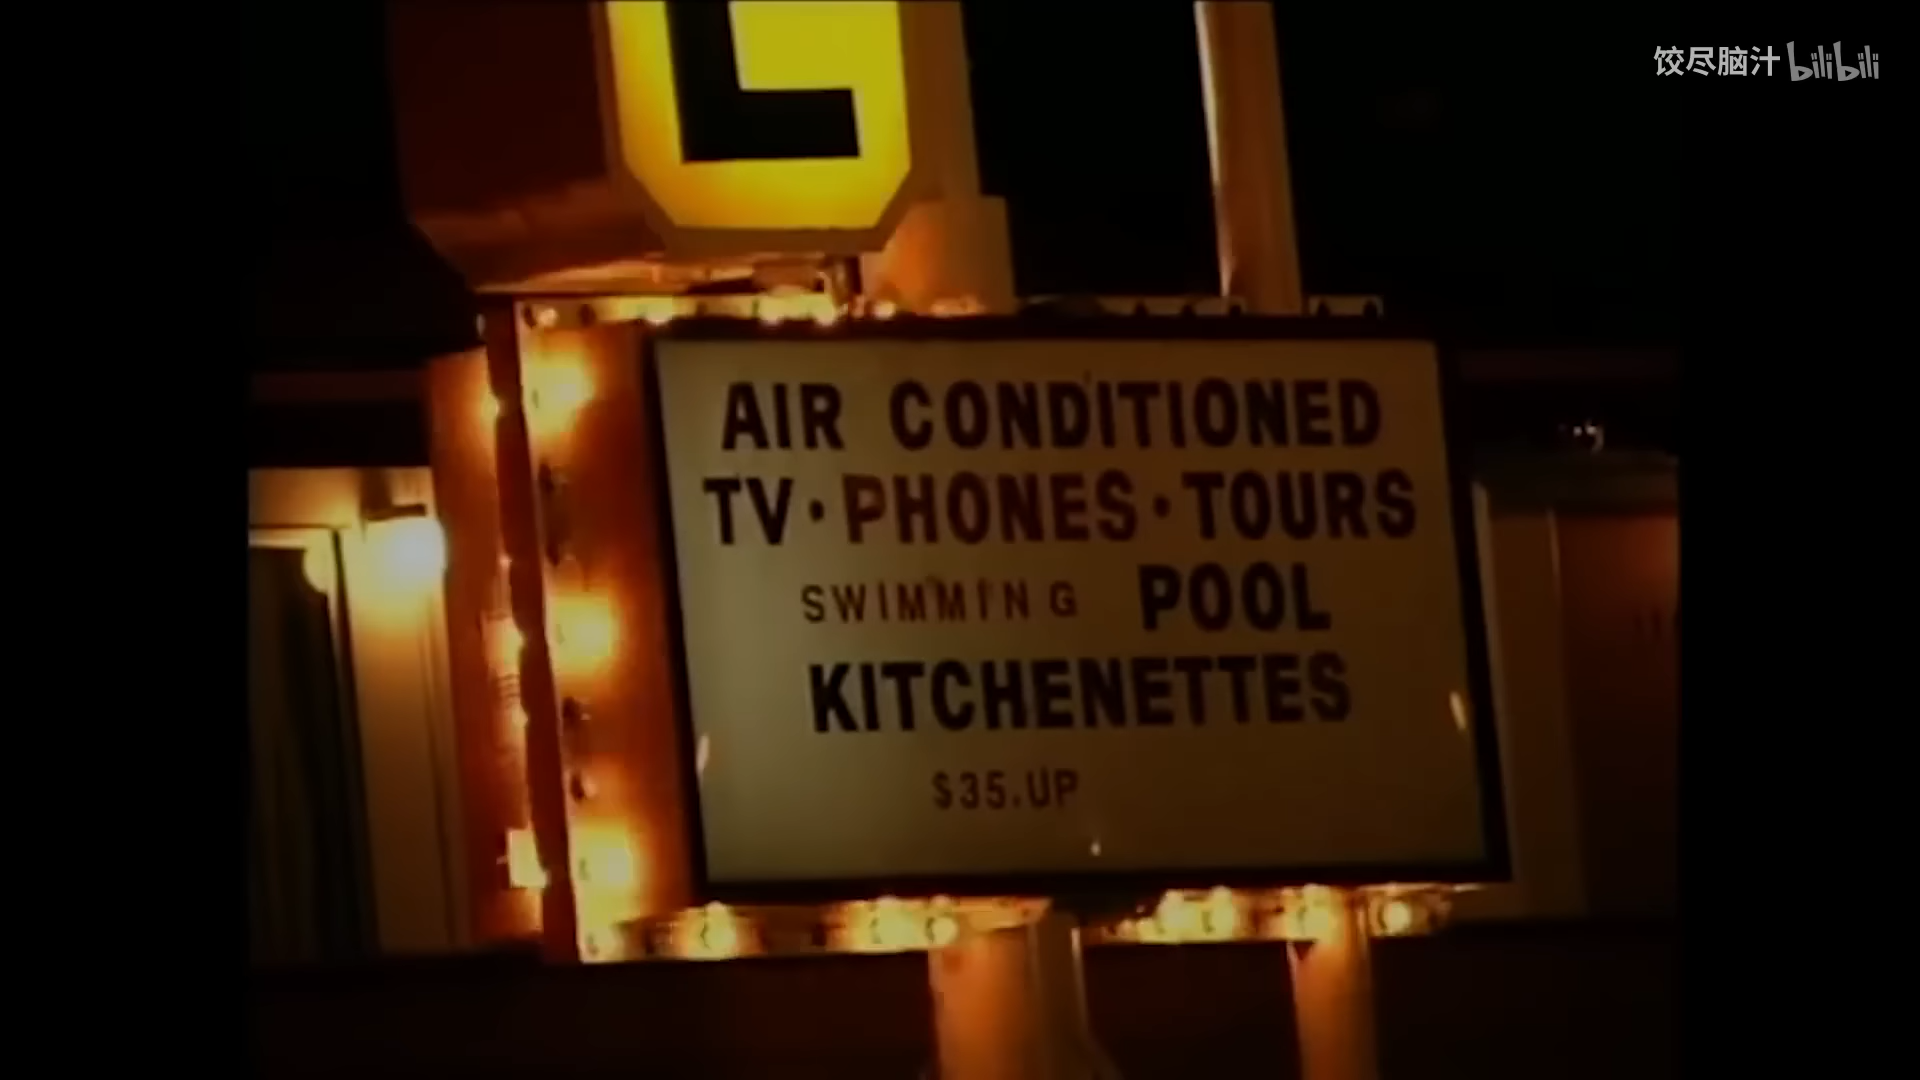 饺尽脑汁 bilibili
L
AIR CONDITIONED
TV·PHONES·TOURS
SWIMMING POOL
KITCHENETTES
$35.UP